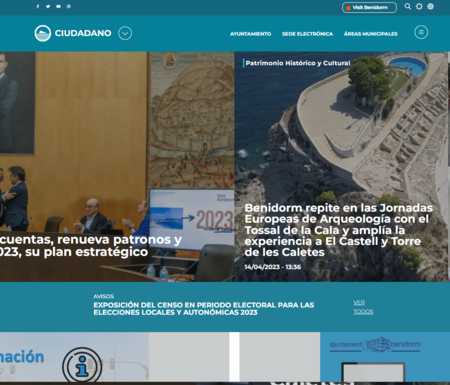 Visit Benidorm
CIUDADANO
AYUNTAMIENTO
SEDE ELECTRÓNICA
ÁREAS MUNICIPALES
Patrimonio Histórico y Cultural
2023
cuentas, renueva patronos y
2023, su plan estratégico
Benidorm repite en las Jornadas
Europeas de Arqueología con el
Tossal de la Cala y amplía la
experiencia a El Castell y Torre
de les Caletes
14/04/2023 - 13:36
AVISOS
EXPOSICIÓN DEL CENSO EN PERIODO ELECTORAL PARA LAS
ELECCIONES LOCALES Y AUTONÓMICAS 2023
VER
TODOS
mación
i
ajuntament benidorm